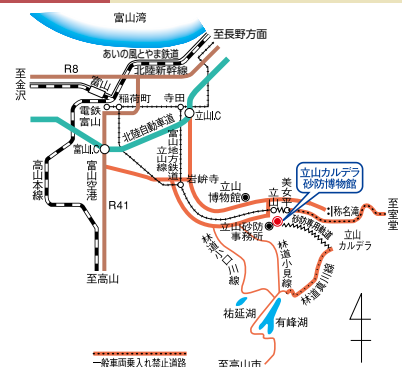 富山湾
至長野方面
あいの風とやま鉄道
R8
北陸新幹線
至金沢
富山
稲荷町
寺田
電鉄富山
立山I.C
北陸自動車道
富山I.C
富山地方鉄道
立山線
岩峅寺
高山本線
富山空港
R41
立山博物館
立山
美女平
立山カルデラ
砂防博物館
称名滝
至室堂
砂防専用軌道
立山
カルデラ
立山砂防
事務所
林道小口川線
林道小見線
林道真川線
祐延湖
有峰湖
至高山
至高山市
一般車両乗入れ禁止道路
4